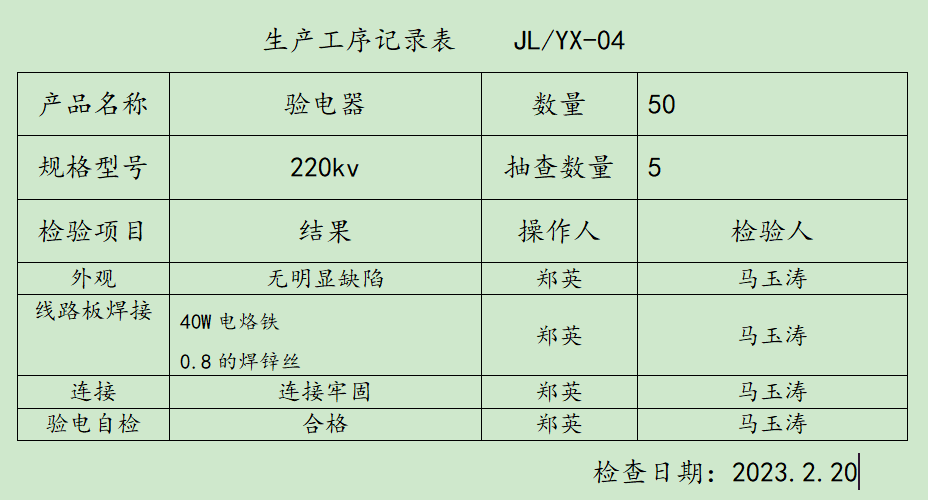 生产工序记录表 JL/YX-04
产品名称 验电器 数量 50
规格型号 220kv 抽查数量 5
检验项目 结果 操作人 检验人
外观 无明显缺陷 郑英 马玉涛
线路板焊接 40W电烙铁 郑英 马玉涛
0.8的焊锌丝
连接 连接牢固 郑英 马玉涛
验电自检 合格 郑英 马玉涛
检查日期：2023.2.20